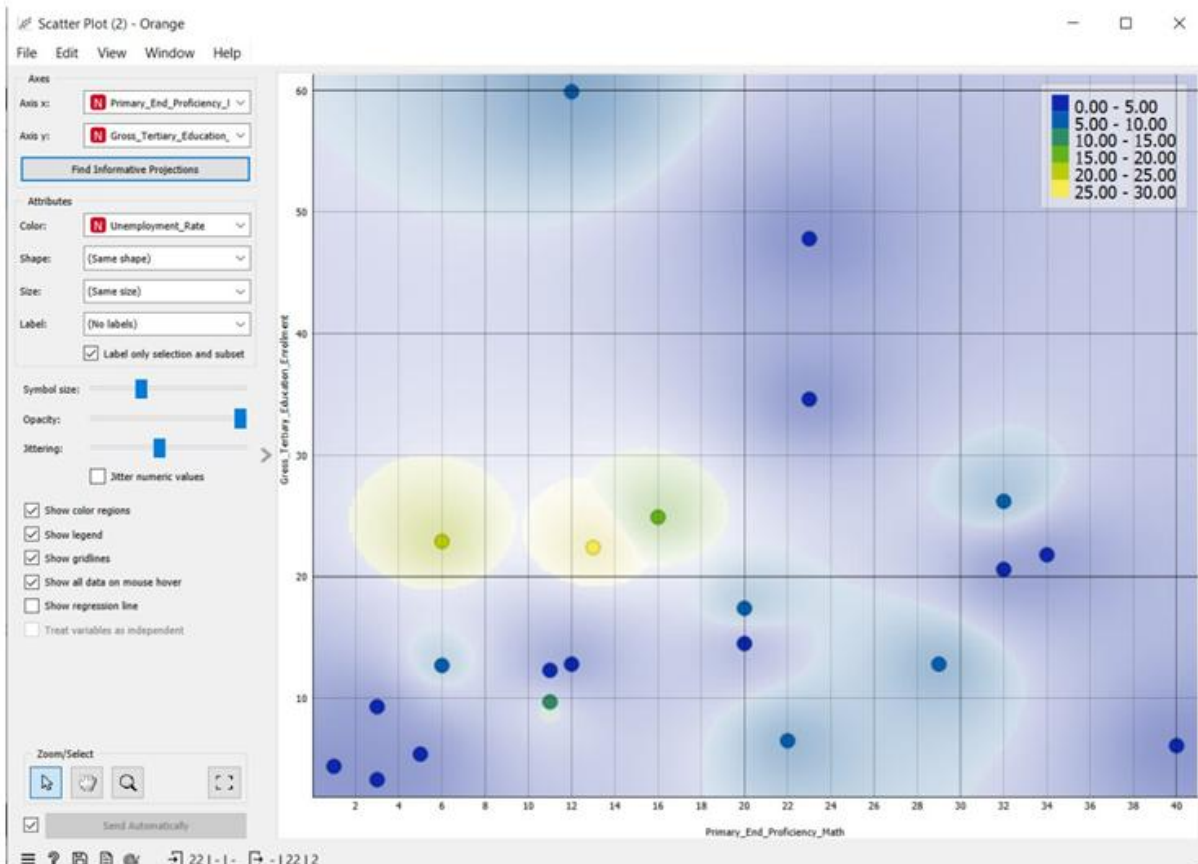 Scatter Plot (2) - Orange
File Edit View Window Help
Axes
Axis x: N Primary_End_Proficiency_I
Axis y: N Gross_Tertiary_Education_
Find Informative Projections
Attributes
Color: N Unemployment_Rate
Shape: (Same shape)
Size: (Same size)
Label: (No labels)
Label only selection and subset
Symbol size:
Opacity:
Jittering:
Jitter numeric values
Show color regions
Show legend
Show gridlines
Show all data on mouse hover
Show regression line
Treat variables as independent
Zoom/Select
Send Automatically
22 | - | - - | 22 | 2
Gross_Tertiary_Education_Enrollment
60
50
40
30
20
10
0.00 - 5.00
5.00 - 10.00
10.00 - 15.00
15.00 - 20.00
20.00 - 25.00
25.00 - 30.00
2 4 6 8 10 12 14 16 18 20 22 24 26 28 30 32 34 36 38 40
Primary_End_Proficiency_Math